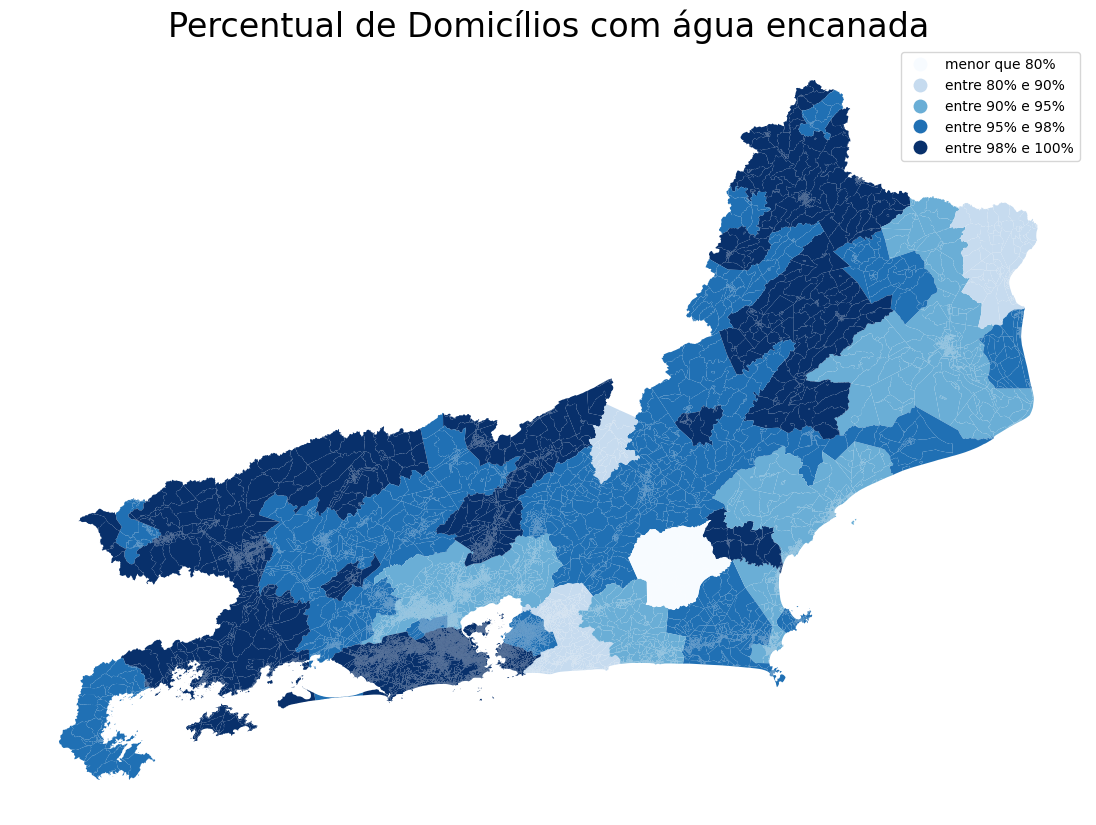 Percentual de Domicílios com água encanada
menor que 80%
entre 80% e 90%
entre 90% e 95%
entre 95% e 98%
entre 98% e 100%